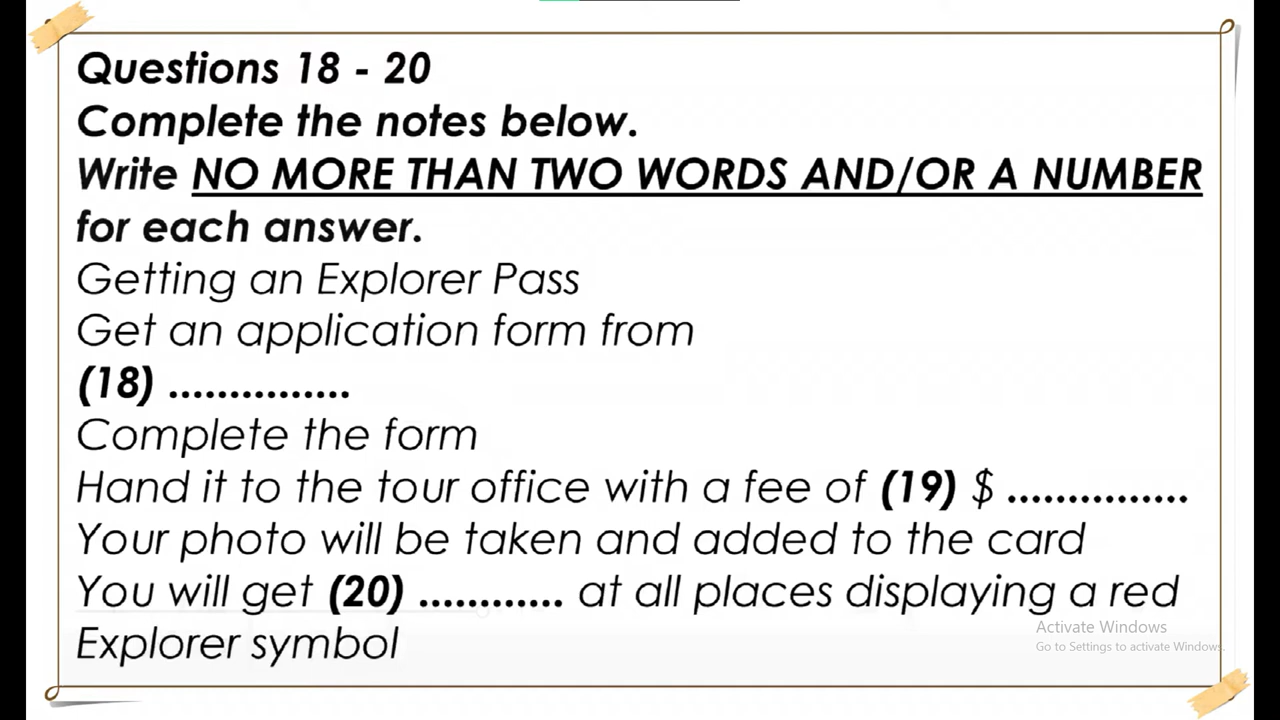 Questions 18 - 20
Complete the notes below.
Write NO MORE THAN TWO WORDS AND/OR A NUMBER
for each answer.
Getting an Explorer Pass
Get an application form from
(18) ...............
Complete the form
Hand it to the tour office with a fee of (19) $ ...............
Your photo will be taken and added to the card
You will get (20) ............ at all places displaying a red
Explorer symbol
Activate Windows
Go to Settings to activate Windows.